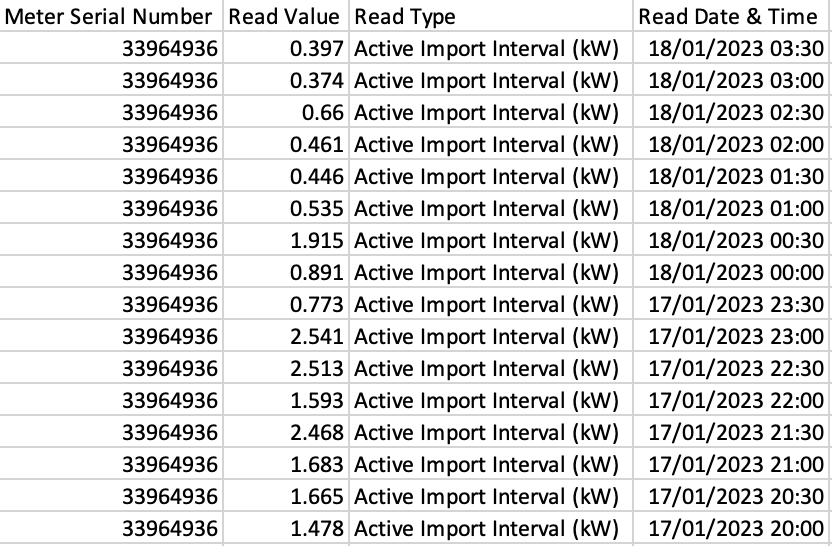 Meter Serial Number Read Value Read Type Read Date & Time
33964936 0.397 Active Import Interval (kW) 18/01/2023 03:30
33964936 0.374 Active Import Interval (kW) 18/01/2023 03:00
33964936 0.66 Active Import Interval (kW) 18/01/2023 02:30
33964936 0.461 Active Import Interval (kW) 18/01/2023 02:00
33964936 0.446 Active Import Interval (kW) 18/01/2023 01:30
33964936 0.535 Active Import Interval (kW) 18/01/2023 01:00
33964936 1.915 Active Import Interval (kW) 18/01/2023 00:30
33964936 0.891 Active Import Interval (kW) 18/01/2023 00:00
33964936 0.773 Active Import Interval (kW) 17/01/2023 23:30
33964936 2.541 Active Import Interval (kW) 17/01/2023 23:00
33964936 2.513 Active Import Interval (kW) 17/01/2023 22:30
33964936 1.593 Active Import Interval (kW) 17/01/2023 22:00
33964936 2.468 Active Import Interval (kW) 17/01/2023 21:30
33964936 1.683 Active Import Interval (kW) 17/01/2023 21:00
33964936 1.665 Active Import Interval (kW) 17/01/2023 20:30
33964936 1.478 Active Import Interval (kW) 17/01/2023 20:00